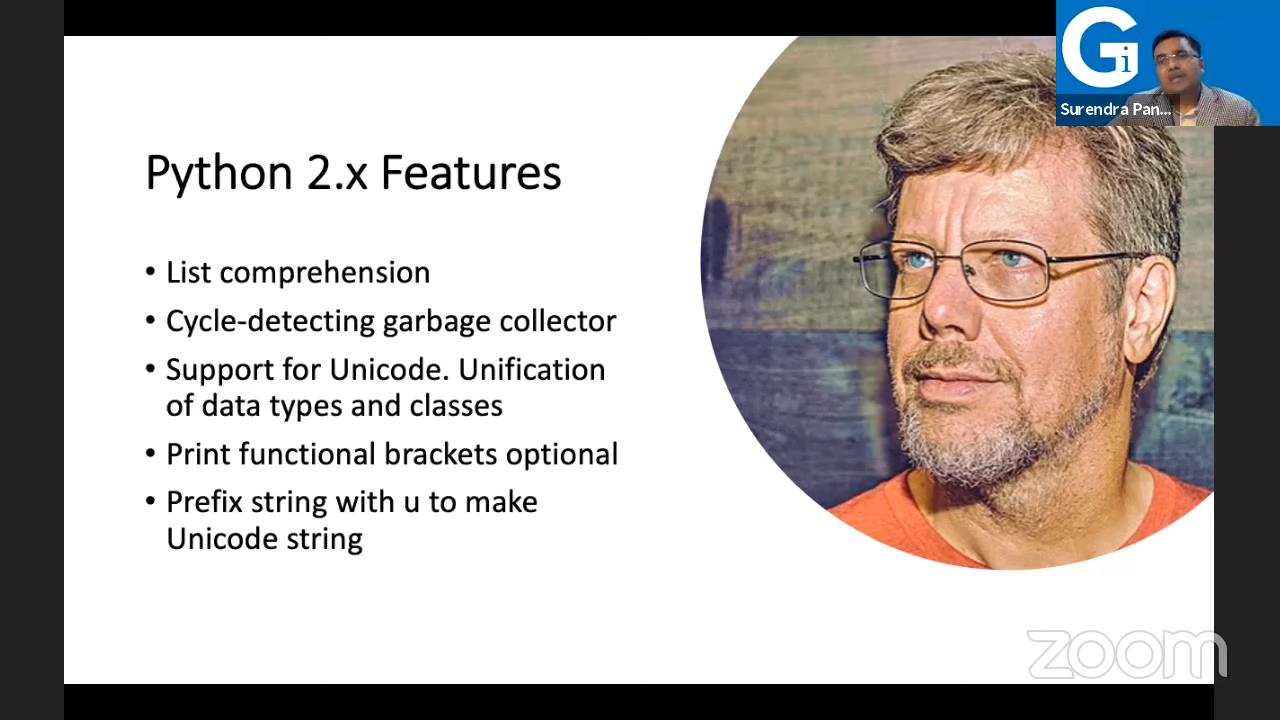 Gi
Surendra Pan...
Python 2.x Features
• List comprehension
• Cycle-detecting garbage collector
• Support for Unicode. Unification
of data types and classes
• Print functional brackets optional
• Prefix string with u to make
Unicode string
zoom